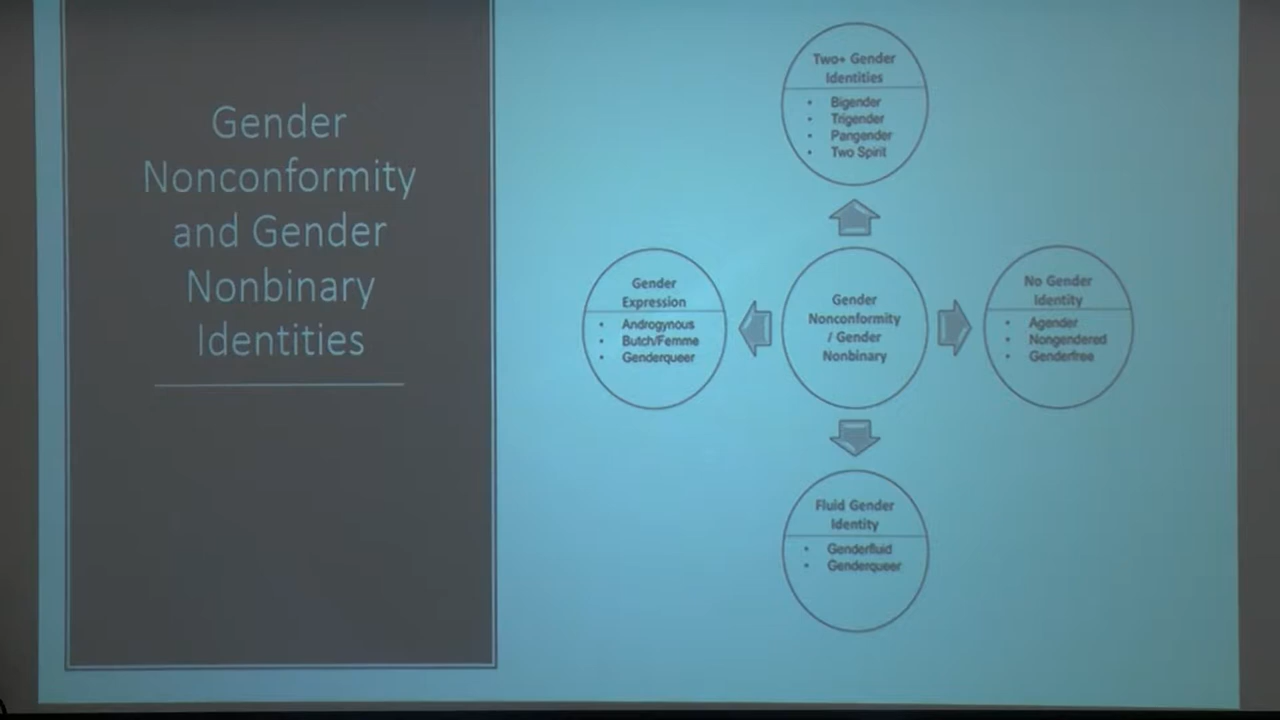 Gender
Nonconformity
and Gender
Nonbinary
Identities
Two+ Gender
Identities
• Bigender
• Trigender
• Pangender
• Two Spirit
Gender
Expression
• Androgynous
• Butch/Femme
• Genderqueer
Gender
Nonconformity
/ Gender
Nonbinary
No Gender
Identity
• Agender
• Nongendered
• Genderfree
Fluid Gender
Identity
• Genderfluid
• Genderqueer